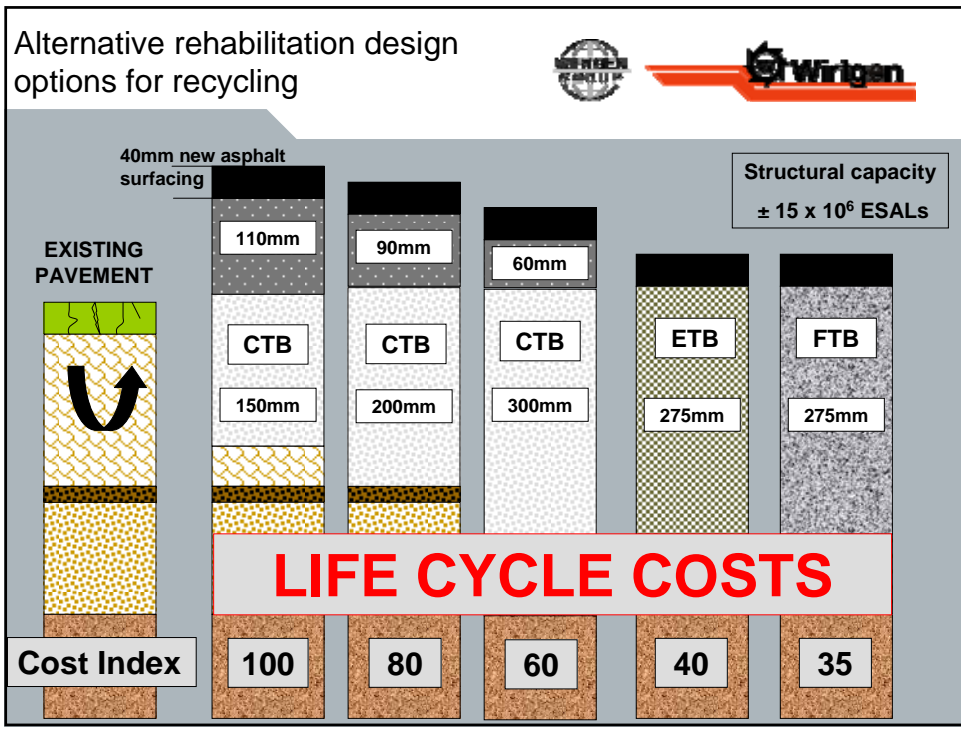 Alternative rehabilitation design
options for recycling
WIRTGEN
GROUP
Wirtgen
40mm new asphalt
surfacing
Structural capacity
± 15 x 10⁶ ESALs
EXISTING
PAVEMENT
110mm
90mm
60mm
CTB
CTB
CTB
ETB
FTB
150mm
200mm
300mm
275mm
275mm
LIFE CYCLE COSTS
Cost Index
100
80
60
40
35